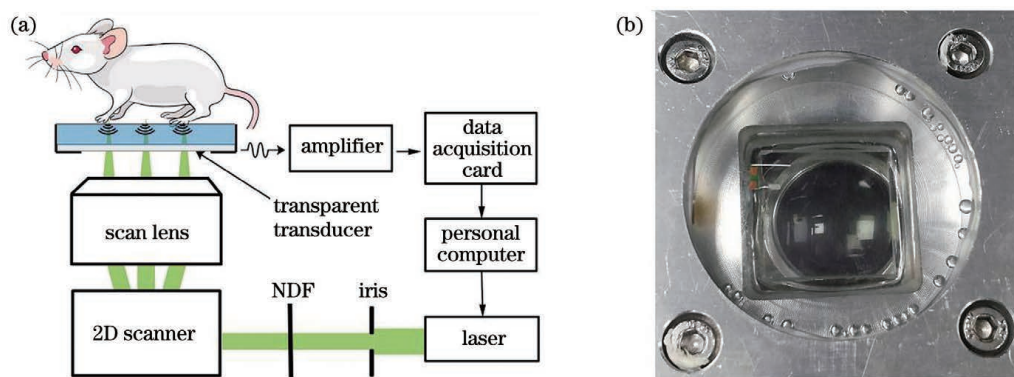 (a)
(b)
amplifier
data
acquisition
card
transparent
transducer
scan lens
personal
computer
NDF
iris
2D scanner
laser